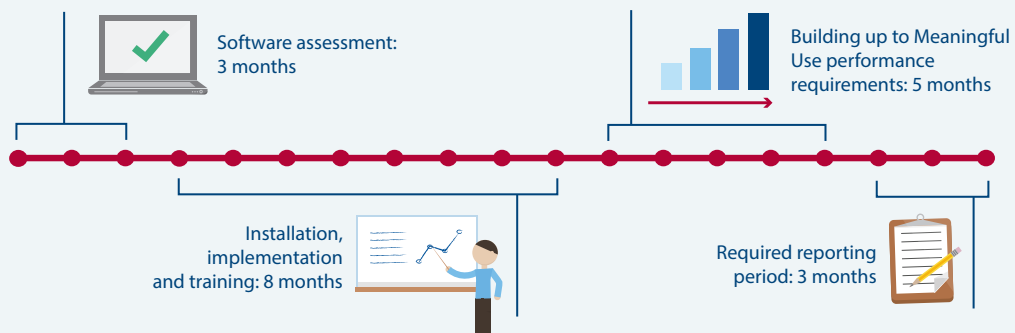 Software assessment:
3 months
Building up to Meaningful
Use performance
requirements: 5 months
Installation,
implementation
and training: 8 months
Required reporting
period: 3 months